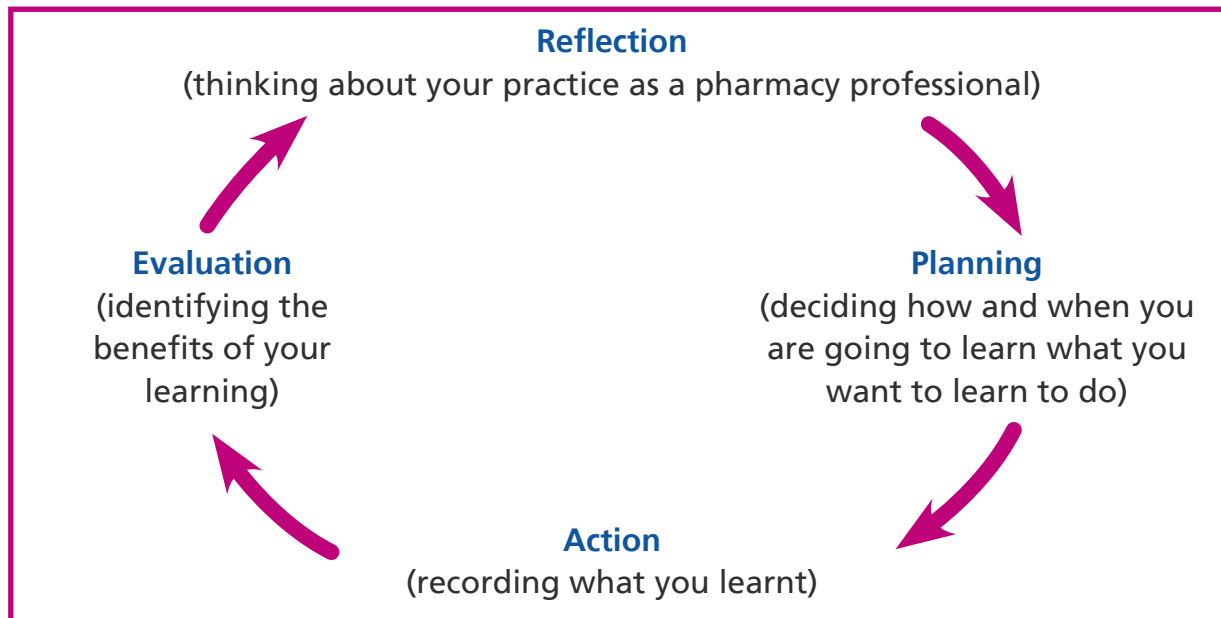 Reflection
(thinking about your practice as a pharmacy professional)
Evaluation
(identifying the
benefits of your
learning)
Planning
(deciding how and when you
are going to learn what you
want to learn to do)
Action
(recording what you learnt)